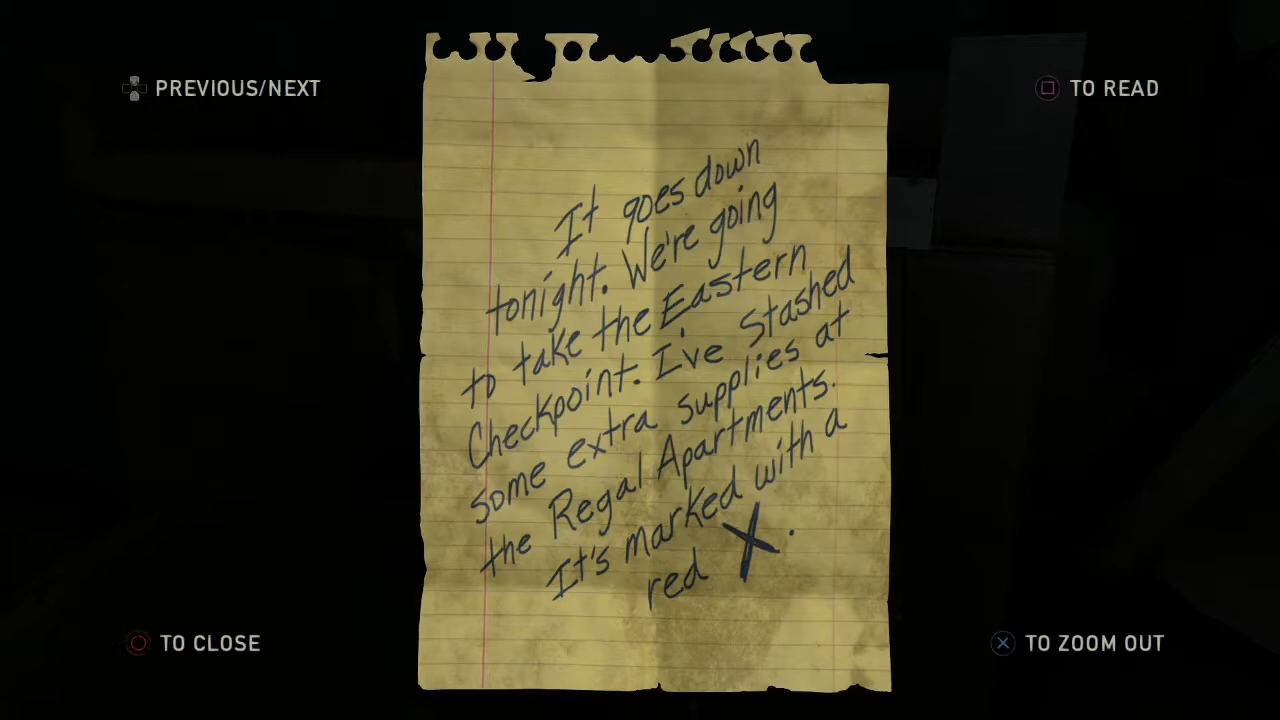 PREVIOUS/NEXT
TO READ
It goes down
tonight. We're going
to take the Eastern
Checkpoint. I've Stashed
some extra supplies at
the Regal Apartments.
It's marked with a
red X.
TO CLOSE
TO ZOOM OUT